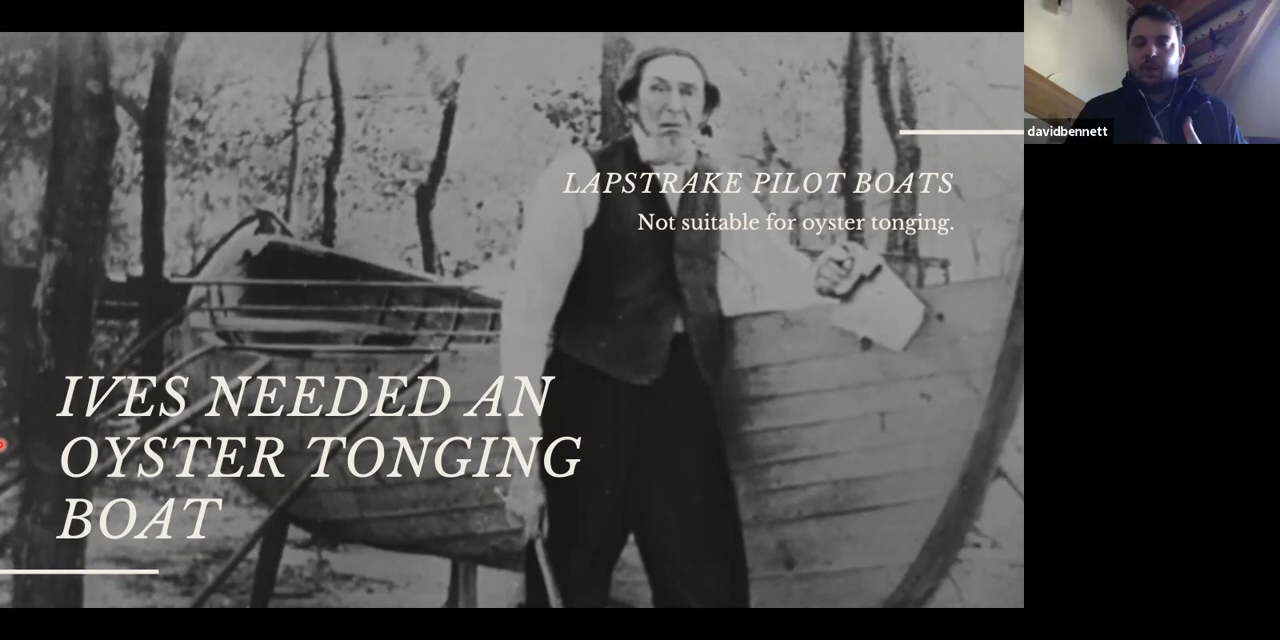 davidbennett
LAPSTRAKE PILOT BOATS
Not suitable for oyster tonging.
IVES NEEDED AN
OYSTER TONGING
BOAT